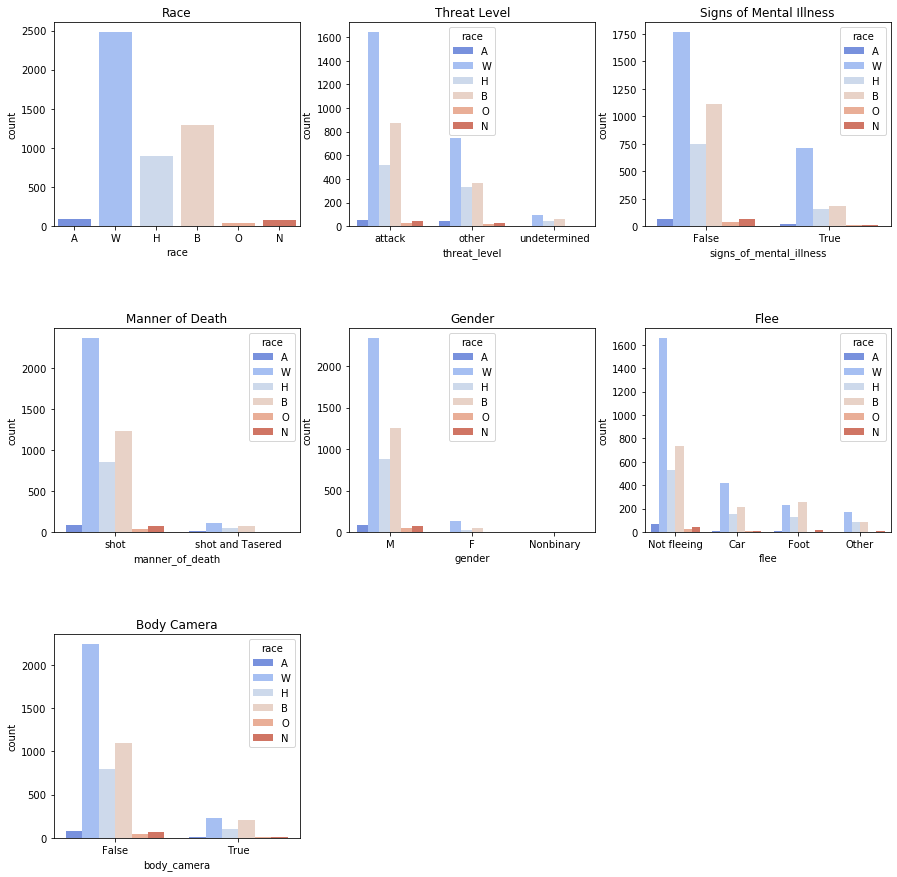 Race
2500
2000
1500
1000
500
0
count
A W H B O N
race
Threat Level
1600
1400
1200
1000
800
600
400
200
0
count
race
A
W
H
B
O
N
attack other undetermined
threat_level
Signs of Mental Illness
1750
1500
1250
1000
750
500
250
0
count
race
A
W
H
B
O
N
False True
signs_of_mental_illness
Manner of Death
2000
1500
1000
500
0
count
race
A
W
H
B
O
N
shot shot and Tasered
manner_of_death
Gender
2000
1500
1000
500
0
count
race
A
W
H
B
O
N
M F Nonbinary
gender
Flee
1600
1400
1200
1000
800
600
400
200
0
count
race
A
W
H
B
O
N
Not fleeing Car Foot Other
flee
Body Camera
2000
1500
1000
500
0
count
race
A
W
H
B
O
N
False True
body_camera